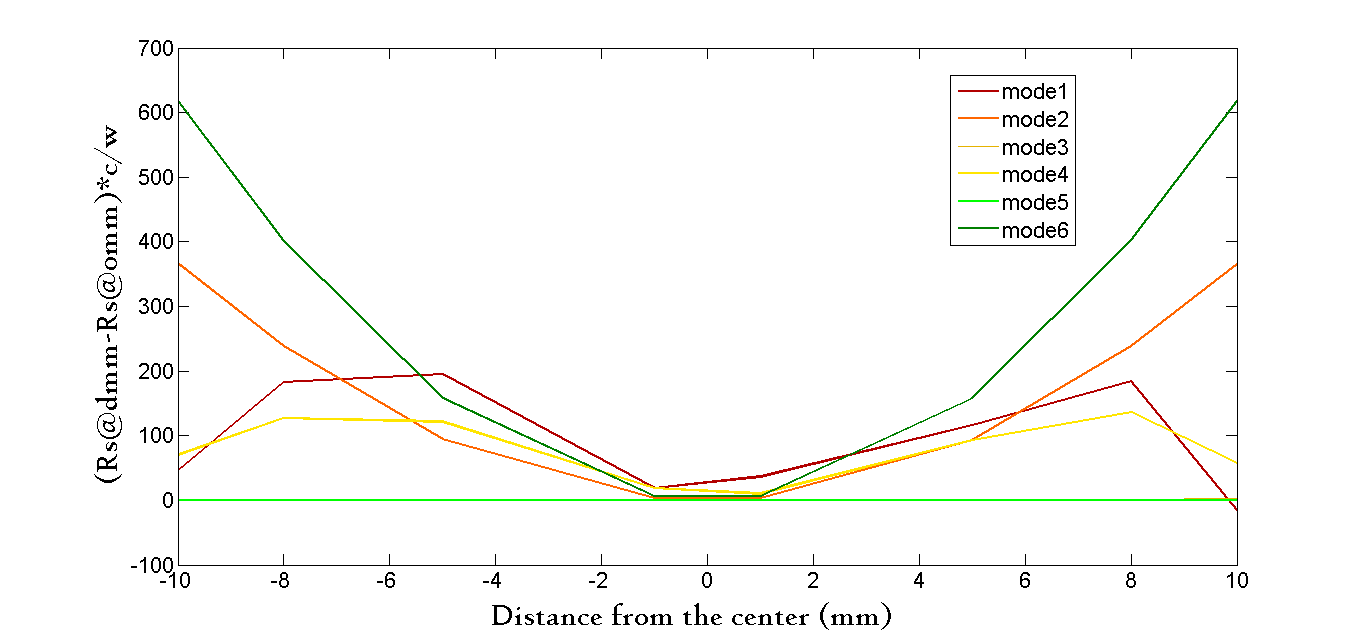 700
600
500
400
300
200
100
0
-100
(Rs@dmm-Rs@omm)*c/w
mode1
mode2
mode3
mode4
mode5
mode6
-10 -8 -6 -4 -2 0 2 4 6 8 10
Distance from the center (mm)